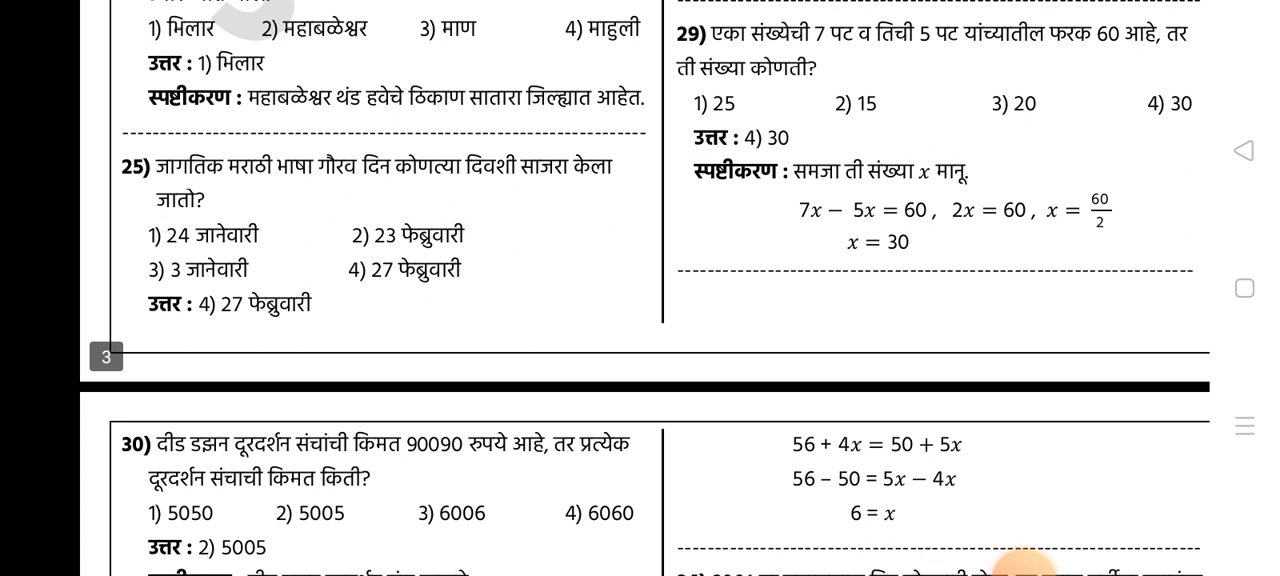 1) भिलार 2) महाबळेश्वर 3) माण 4) माहुली
उत्तर : 1) भिलार
स्पष्टीकरण : महाबळेश्वर थंड हवेचे ठिकाण सातारा जिल्ह्यात आहेत.
25) जागतिक मराठी भाषा गौरव दिन कोणत्या दिवशी साजरा केला
जातो?
1) 24 जानेवारी 2) 23 फेब्रुवारी
3) 3 जानेवारी 4) 27 फेब्रुवारी
उत्तर : 4) 27 फेब्रुवारी
29) एका संख्येची 7 पट व तिची 5 पट यांच्यातील फरक 60 आहे, तर
ती संख्या कोणती?
1) 25 2) 15 3) 20 4) 30
उत्तर : 4) 30
स्पष्टीकरण : समजा ती संख्या x मानू.
7x − 5x = 60 , 2x = 60 , x = 60/2
x = 30
3
30) दीड डझन दूरदर्शन संचांची किमत 90090 रुपये आहे, तर प्रत्येक
दूरदर्शन संचाची किमत किती?
1) 5050 2) 5005 3) 6006 4) 6060
उत्तर : 2) 5005
56 + 4x = 50 + 5x
56 – 50 = 5x − 4x
6 = x